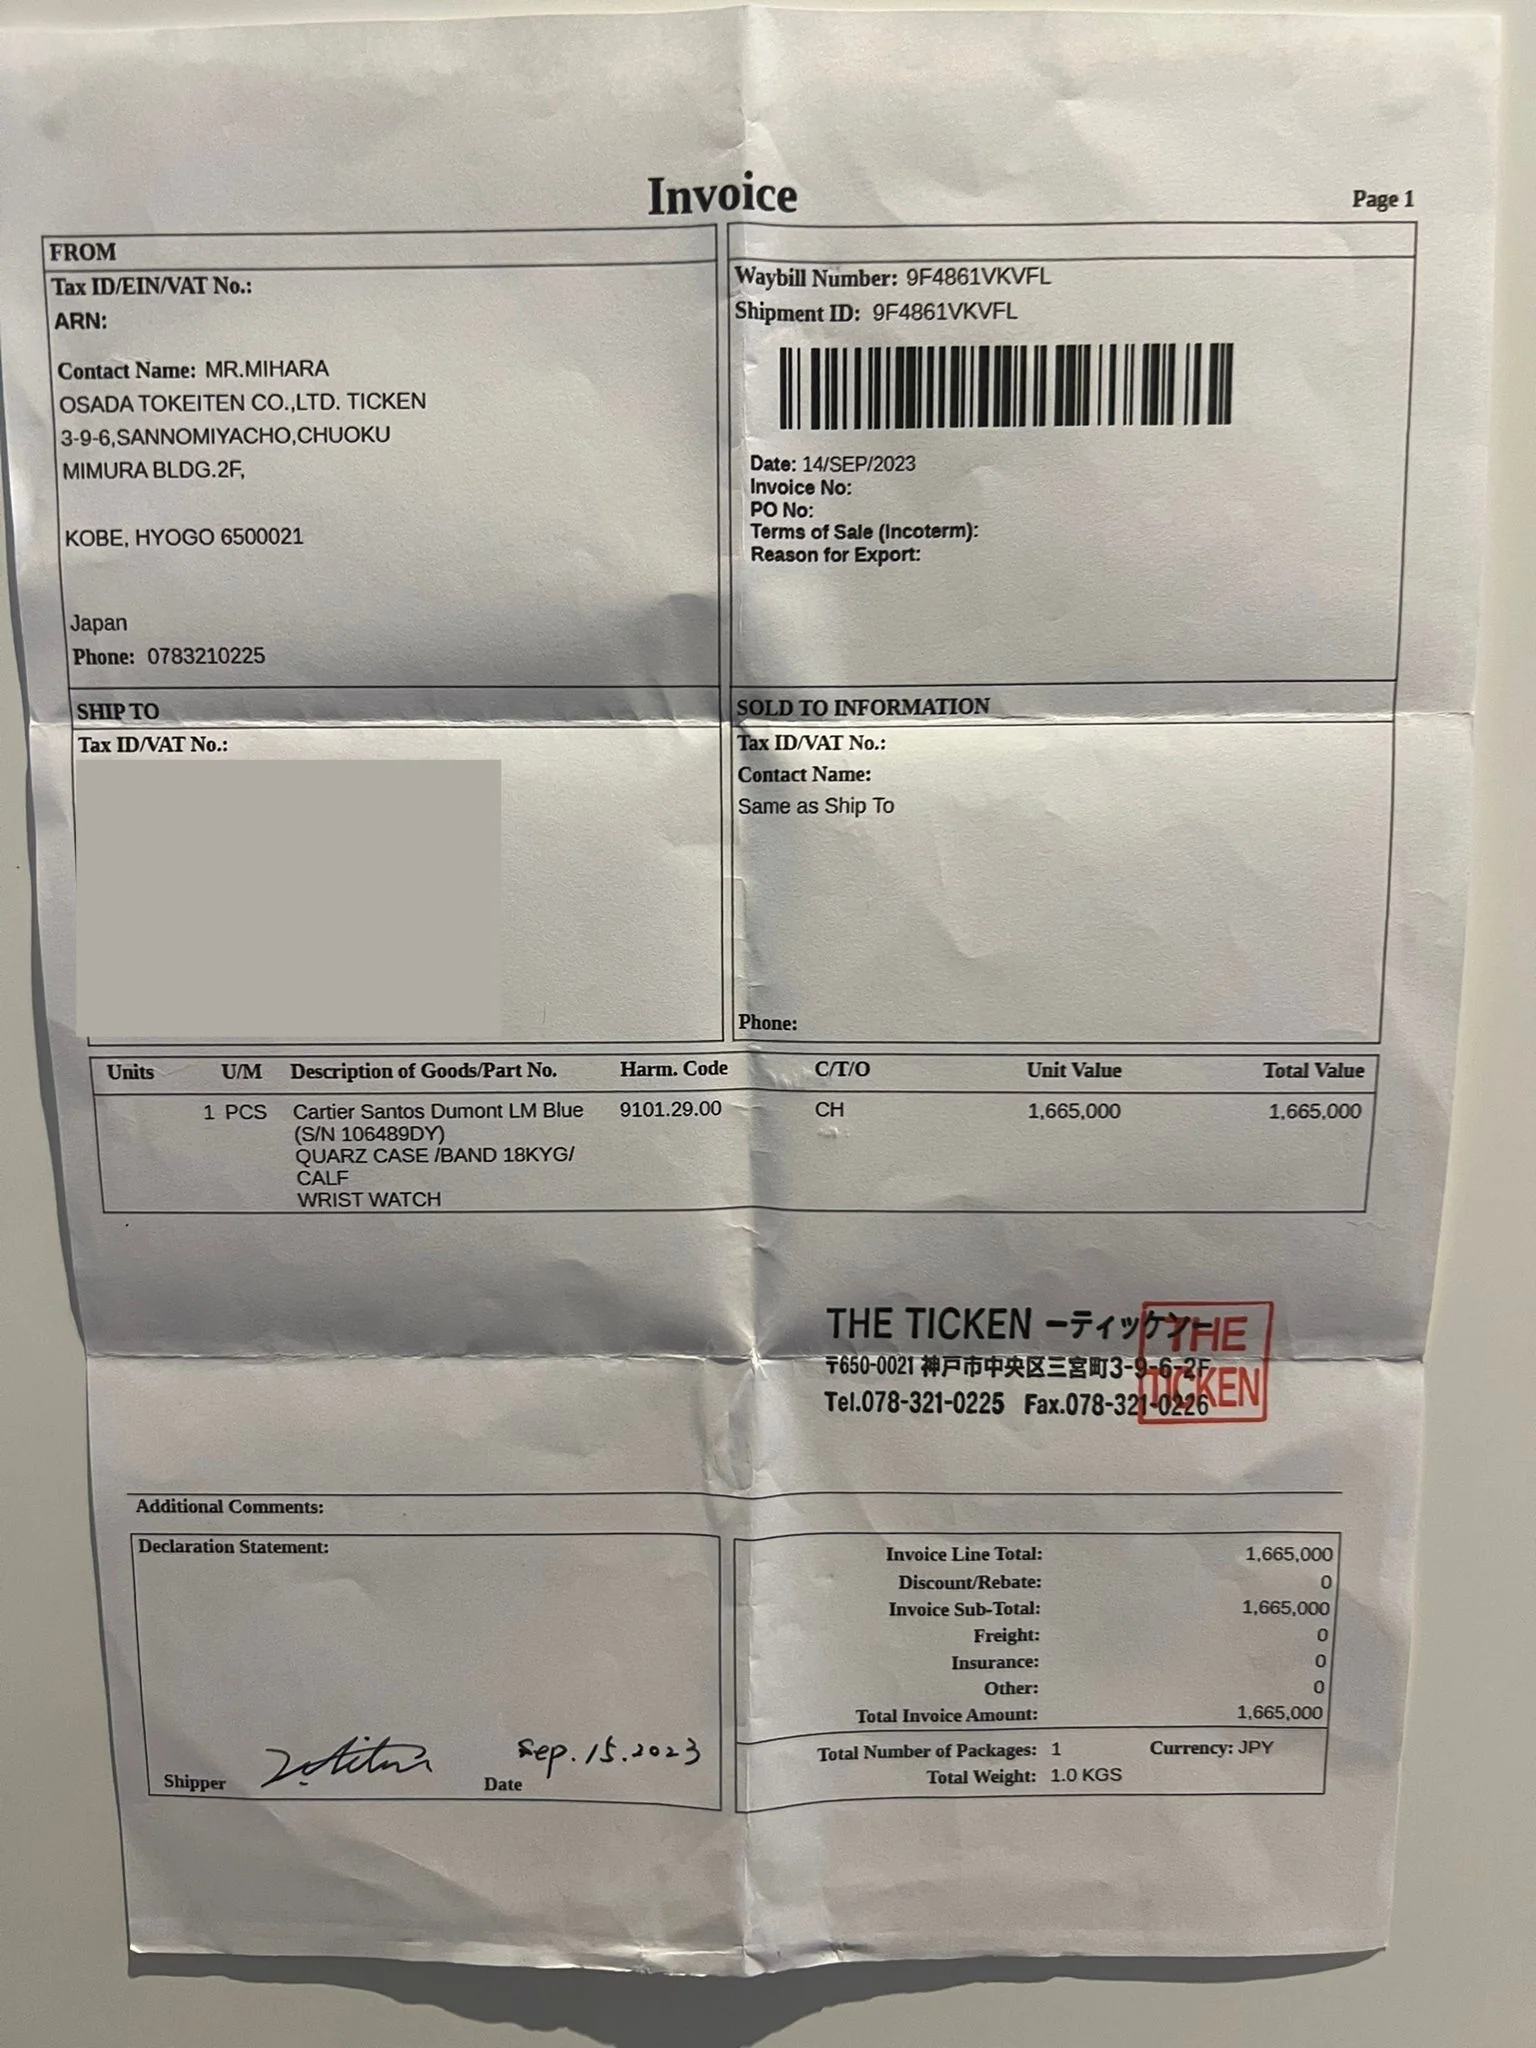 Invoice
Page 1
FROM
Tax ID/EIN/VAT No.:
ARN:
Contact Name: MR.MIHARA
OSADA TOKEITEN CO.,LTD. TICKEN
3-9-6,SANNOMIYACHO,CHUOKU
MIMURA BLDG.2F,
KOBE, HYOGO 6500021
Japan
Phone: 0783210225
Waybill Number: 9F4861VKVFL
Shipment ID: 9F4861VKVFL
Date: 14/SEP/2023
Invoice No:
PO No:
Terms of Sale (Incoterm):
Reason for Export:
SHIP TO
Tax ID/VAT No.:
SOLD TO INFORMATION
Tax ID/VAT No.:
Contact Name:
Same as Ship To
Phone:
Units U/M Description of Goods/Part No. Harm. Code C/T/O Unit Value Total Value
1 PCS Cartier Santos Dumont LM Blue 9101.29.00 CH 1,665,000 1,665,000
(S/N 106489DY)
QUARZ CASE /BAND 18KYG/
CALF
WRIST WATCH
THE TICKEN ーティッケンー
〒650-0021 神戸市中央区三宮町3-9-6-2F
Tel.078-321-0225 Fax.078-321-0226
THE
TICKEN
Additional Comments:
Declaration Statement:
Shipper
Date Sep. 15. 2023
Invoice Line Total: 1,665,000
Discount/Rebate: 0
Invoice Sub-Total: 1,665,000
Freight: 0
Insurance: 0
Other: 0
Total Invoice Amount: 1,665,000
Total Number of Packages: 1 Currency: JPY
Total Weight: 1.0 KGS